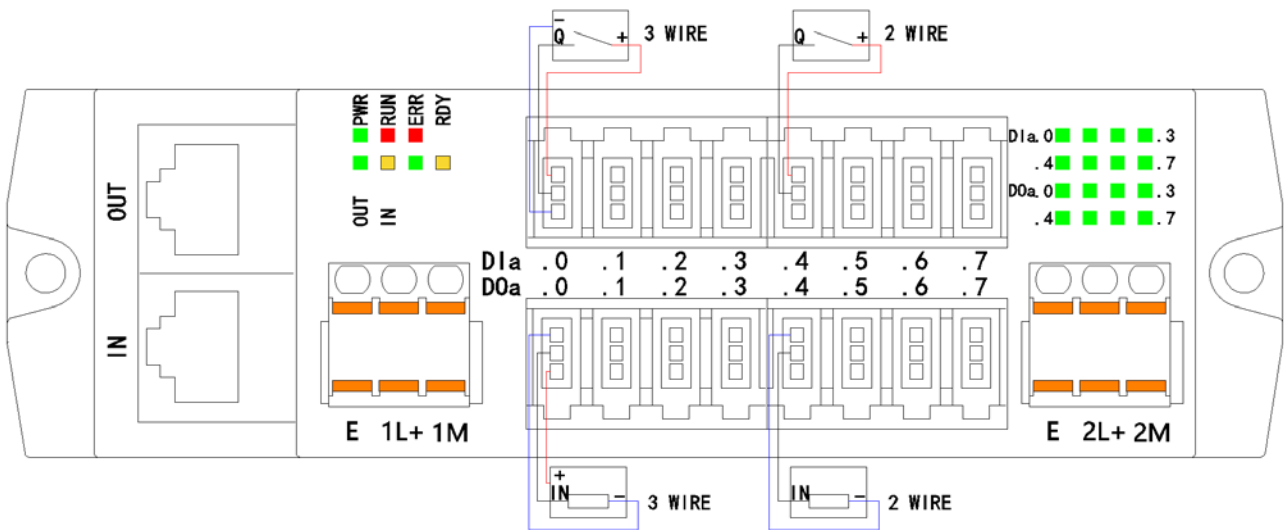 - Q + 3 WIRE
Q + 2 WIRE
PWR RUN ERR RDY
OUT IN
OUT
IN
DIa.0 .3
.4 .7
DOa.0 .3
.4 .7
DIa .0 .1 .2 .3 .4 .5 .6 .7
DOa .0 .1 .2 .3 .4 .5 .6 .7
E 1L+ 1M
E 2L+ 2M
+ IN - 3 WIRE
IN - 2 WIRE